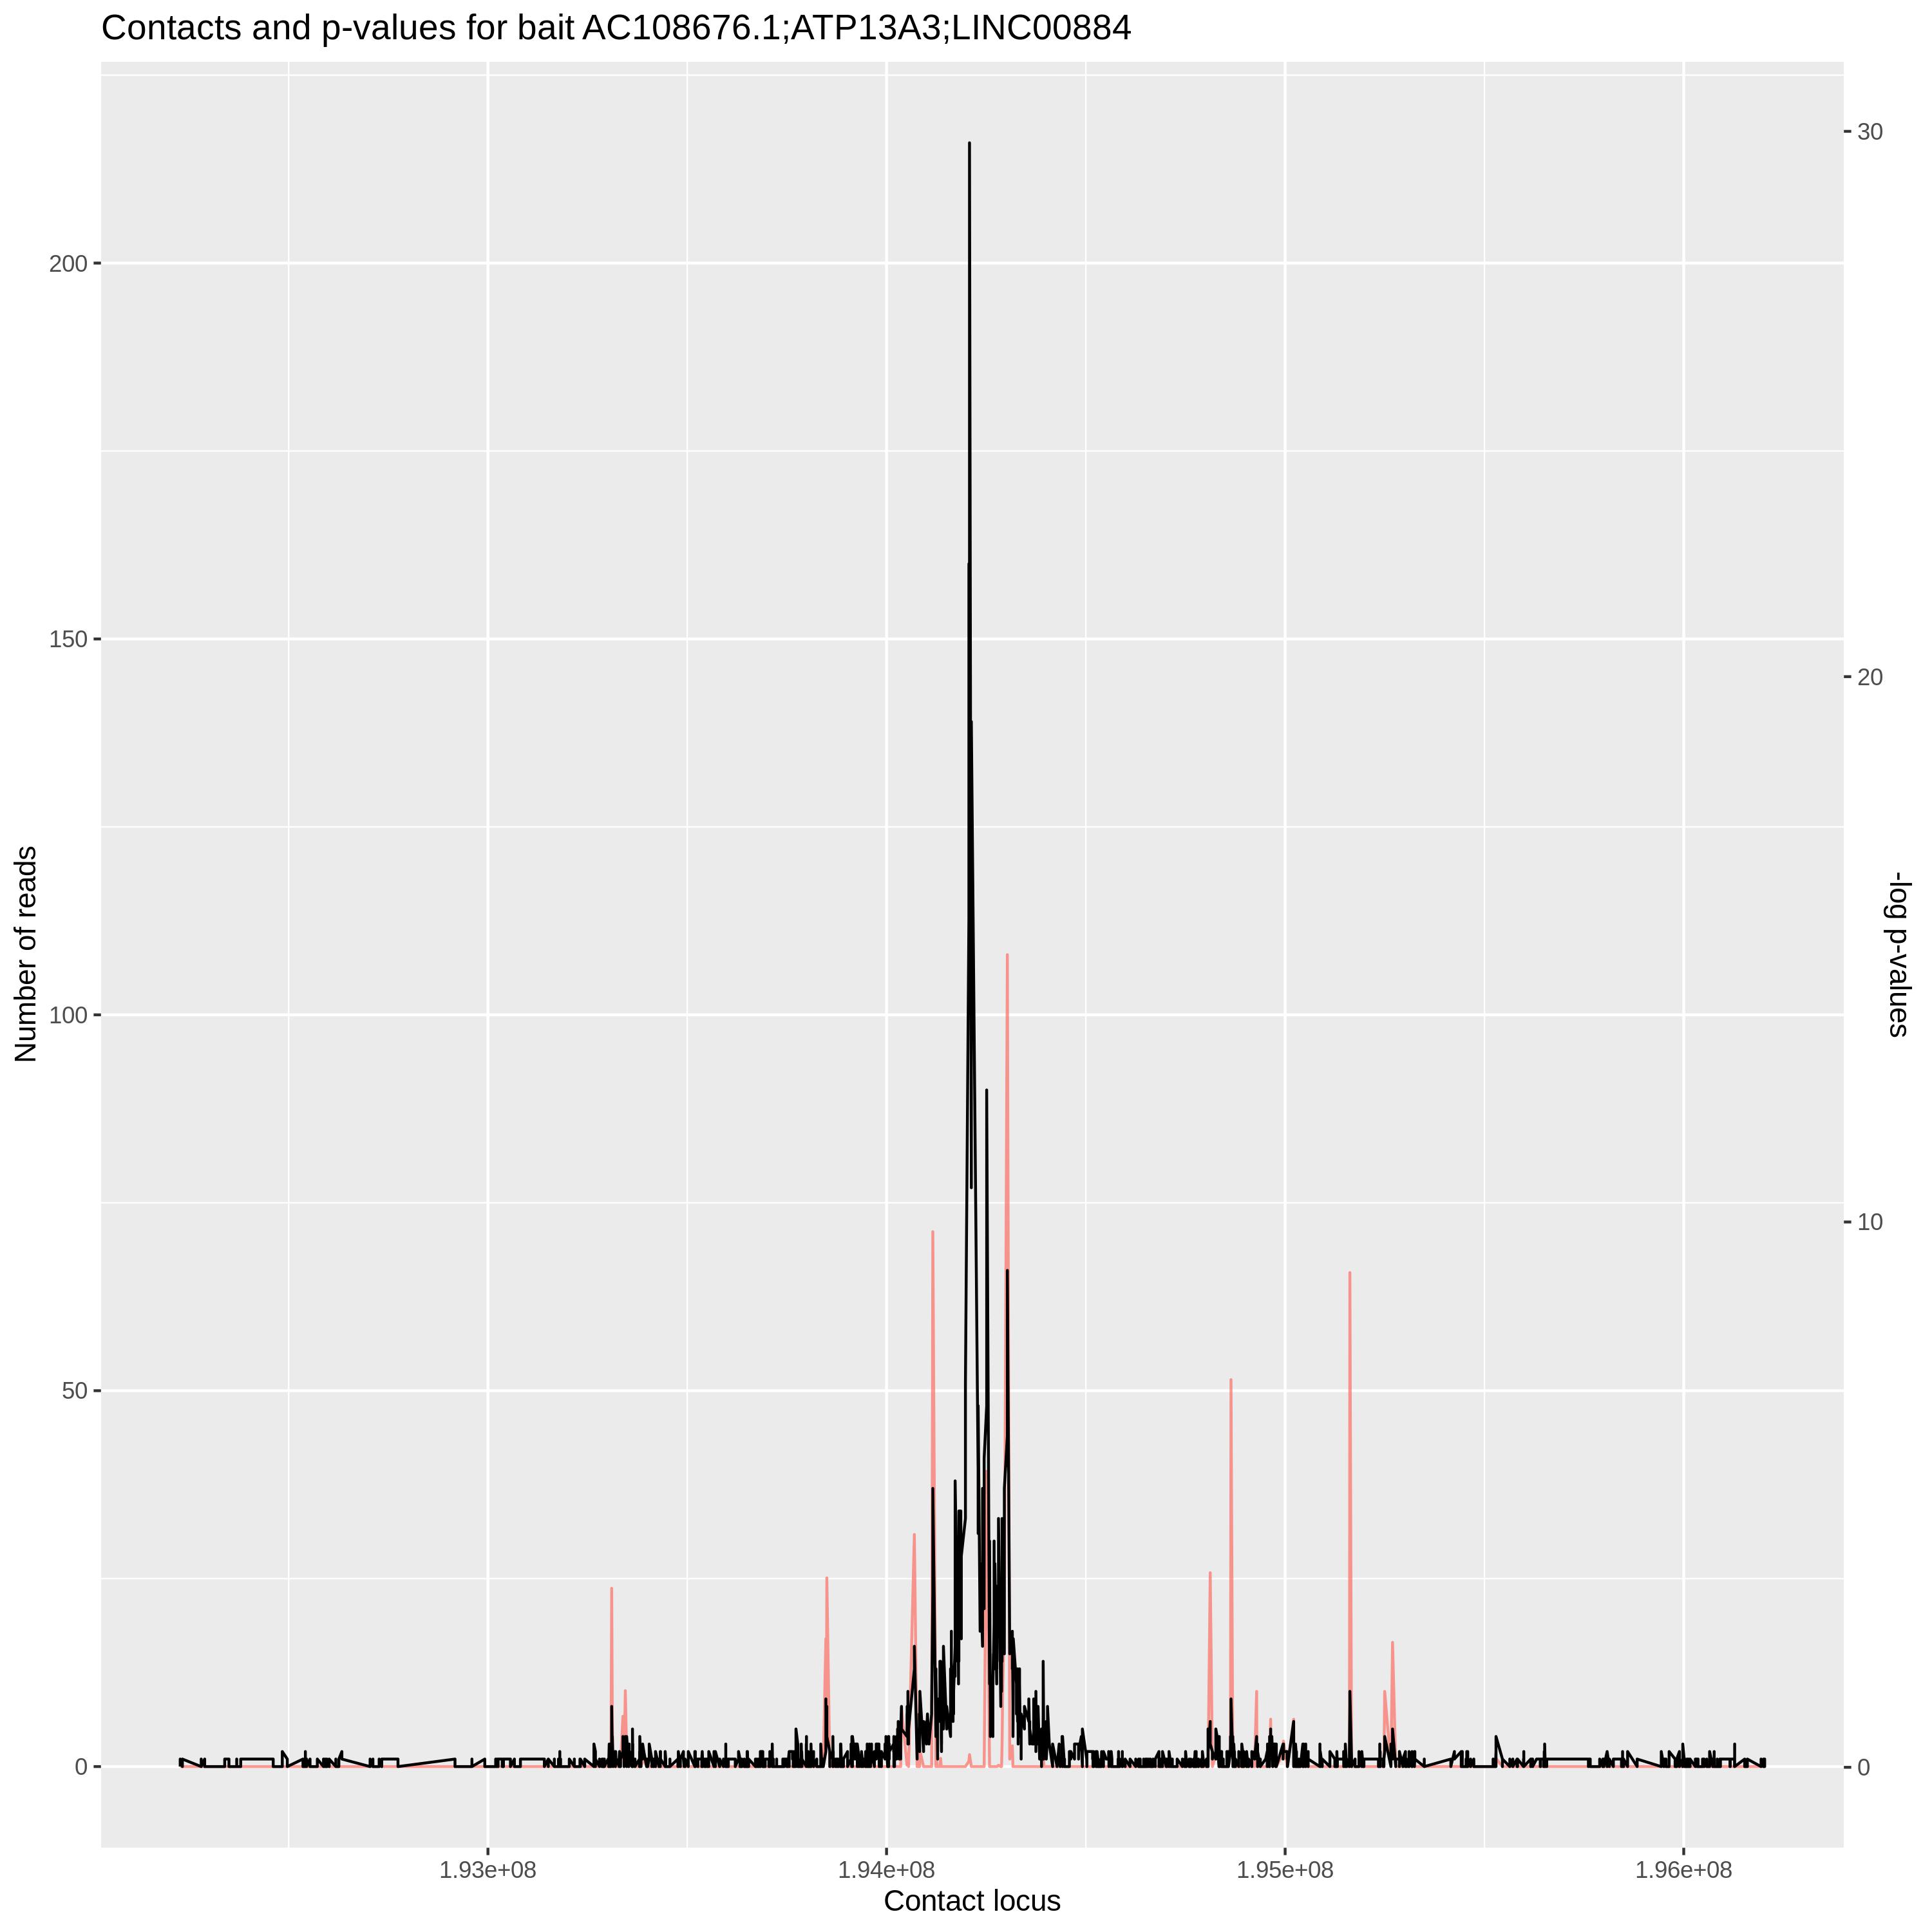 Contacts and p-values for bait AC108676.1;ATP13A3;LINC00884
200
150
100
50
0
Number of reads
30
20
10
0
-log p-values
1.93e+08 1.94e+08 1.95e+08 1.96e+08
Contact locus